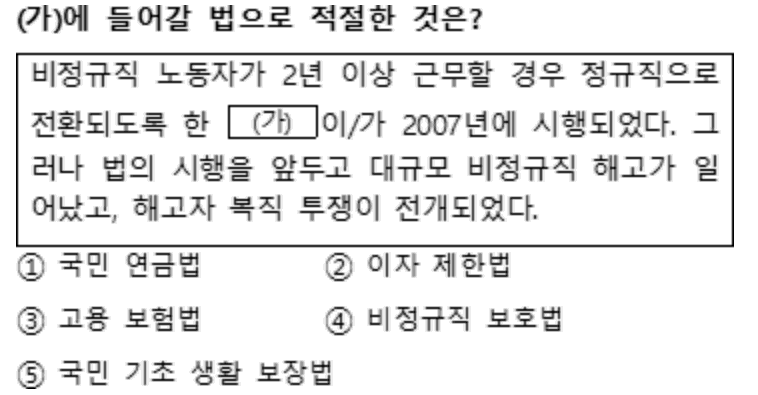 (가)에 들어갈 법으로 적절한 것은?
비정규직 노동자가 2년 이상 근무할 경우 정규직으로
전환되도록 한 (가) 이/가 2007년에 시행되었다. 그
러나 법의 시행을 앞두고 대규모 비정규직 해고가 일
어났고, 해고자 복직 투쟁이 전개되었다.
① 국민 연금법 ② 이자 제한법
③ 고용 보험법 ④ 비정규직 보호법
⑤ 국민 기초 생활 보장법